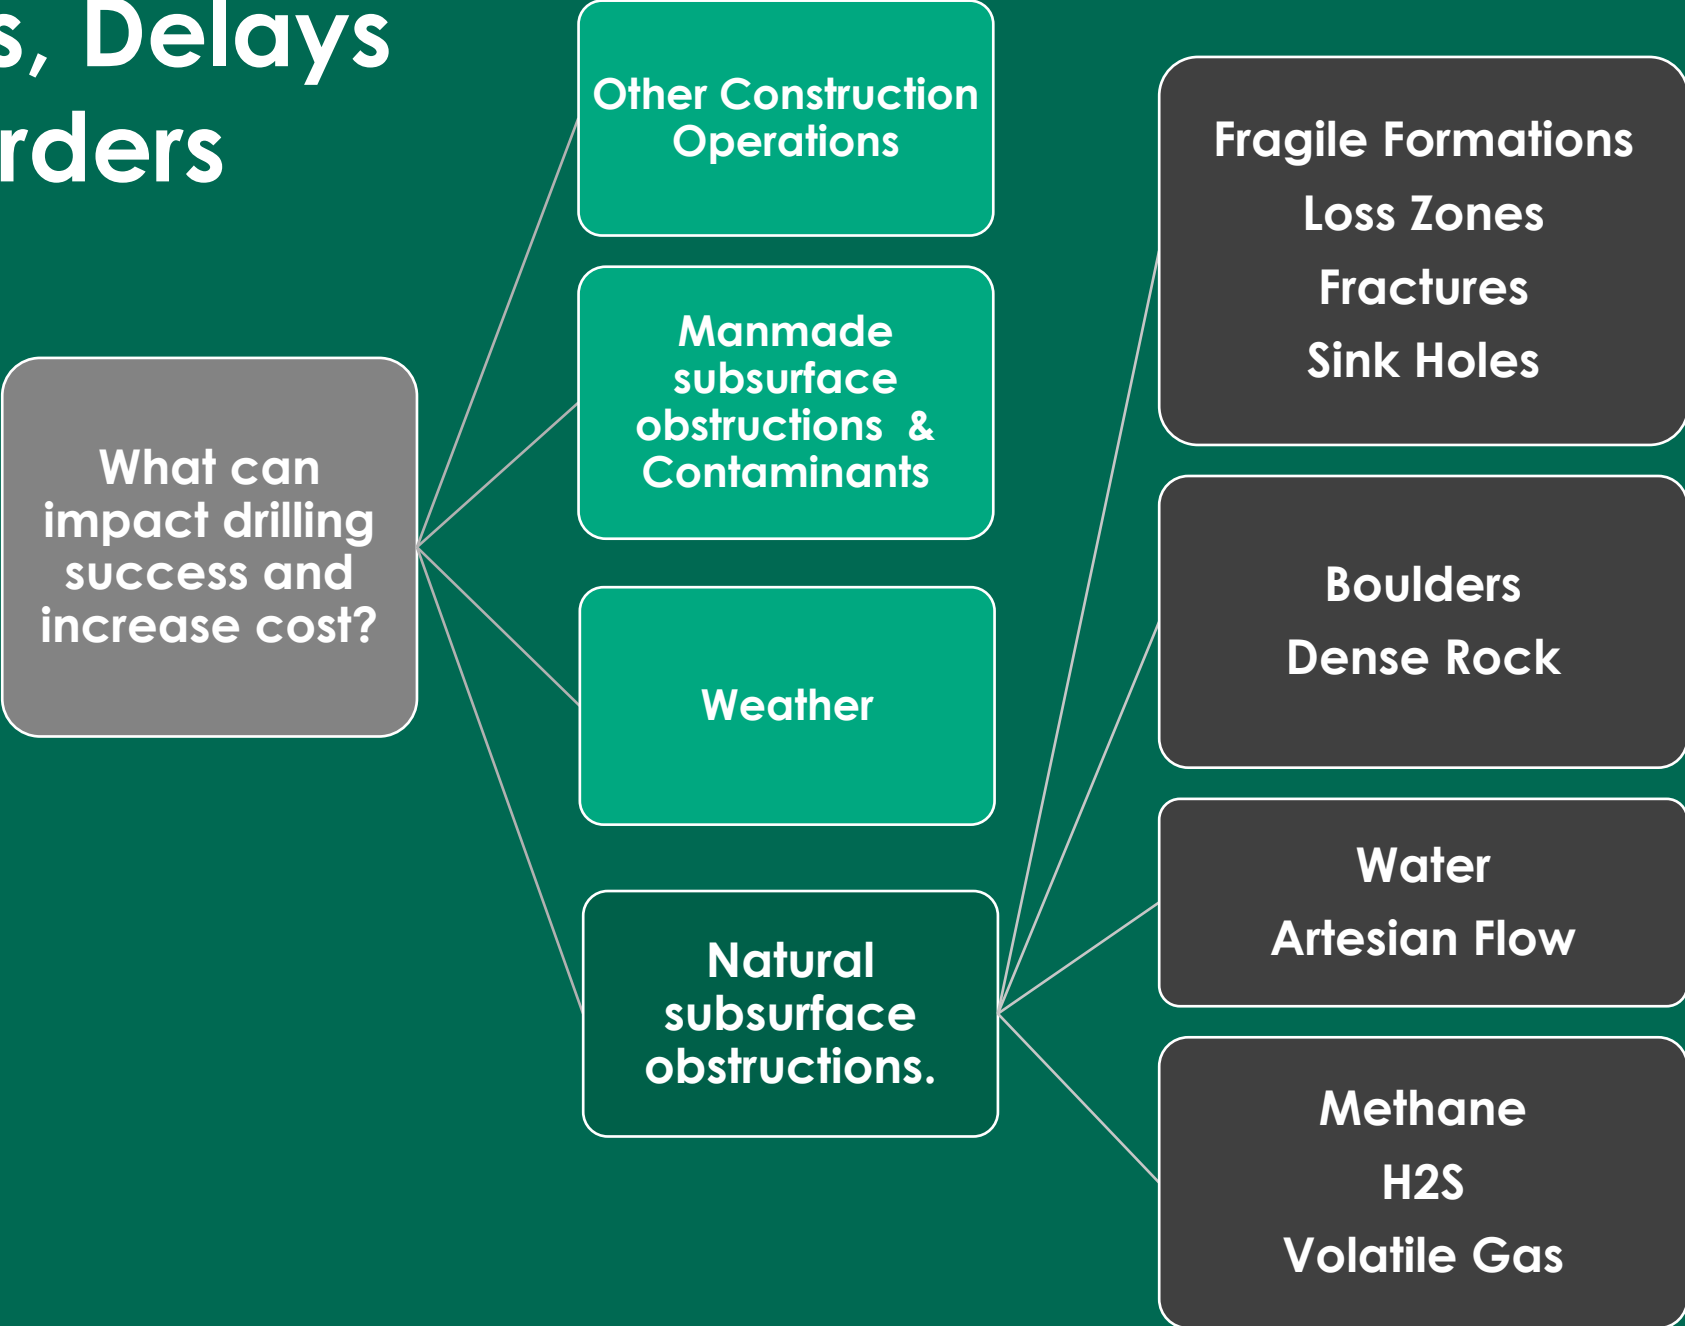 s, Delays
rders
What can
impact drilling
success and
increase cost?
Other Construction
Operations
Manmade
subsurface
obstructions & 
Contaminants
Weather
Natural
subsurface
obstructions.
Fragile Formations
Loss Zones
Fractures
Sink Holes
Boulders
Dense Rock
Water
Artesian Flow
Methane
H2S
Volatile Gas